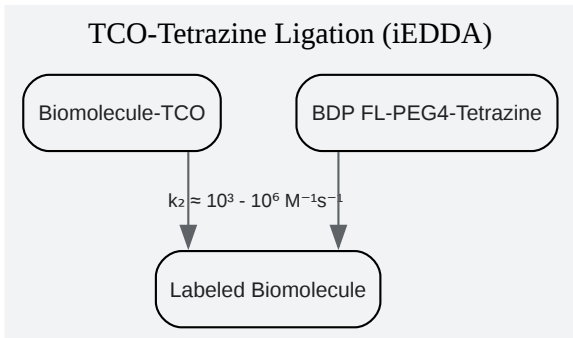 TCO-Tetrazine Ligation (iEDDA)
Biomolecule-TCO
BDP FL-PEG4-Tetrazine
k₂ ≈ 10³ - 10⁶ M⁻¹s⁻¹
Labeled Biomolecule